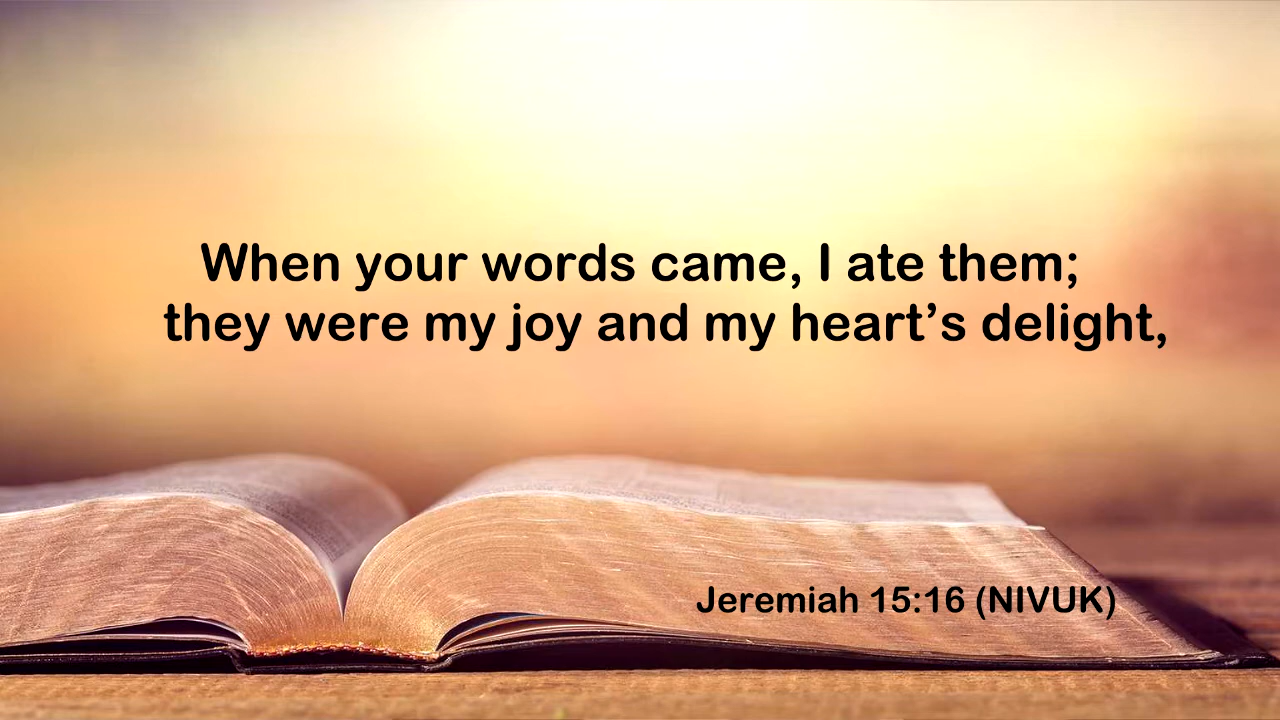 When your words came, I ate them;
they were my joy and my heart’s delight,
Jeremiah 15:16 (NIVUK)